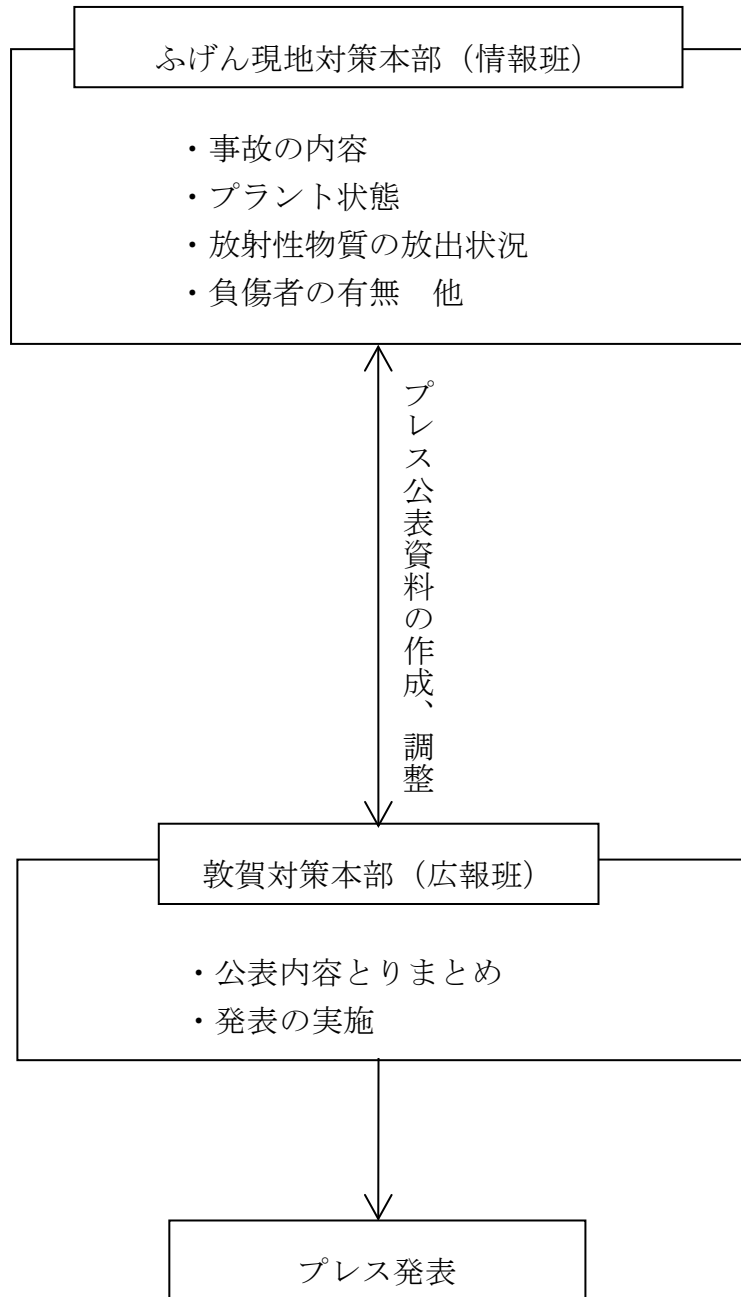 ふげん現地対策本部（情報班）
・事故の内容
・プラント状態
・放射性物質の放出状況
・負傷者の有無　他
プレス公表資料の作成、調整
敦賀対策本部（広報班）
・公表内容とりまとめ
・発表の実施
プレス発表